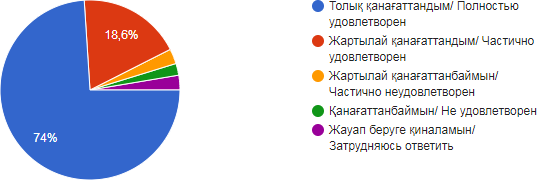 18,6%
74%
Толық қанағаттандым/ Полностью
удовлетворен
Жартылай қанағаттандым/ Частично
удовлетворен
Жартылай қанағаттанбаймын/
Частично неудовлетворен
Қанағаттанбаймын/ Не удовлетворен
Жауап беруге қиналамын/
Затрудняюсь ответить